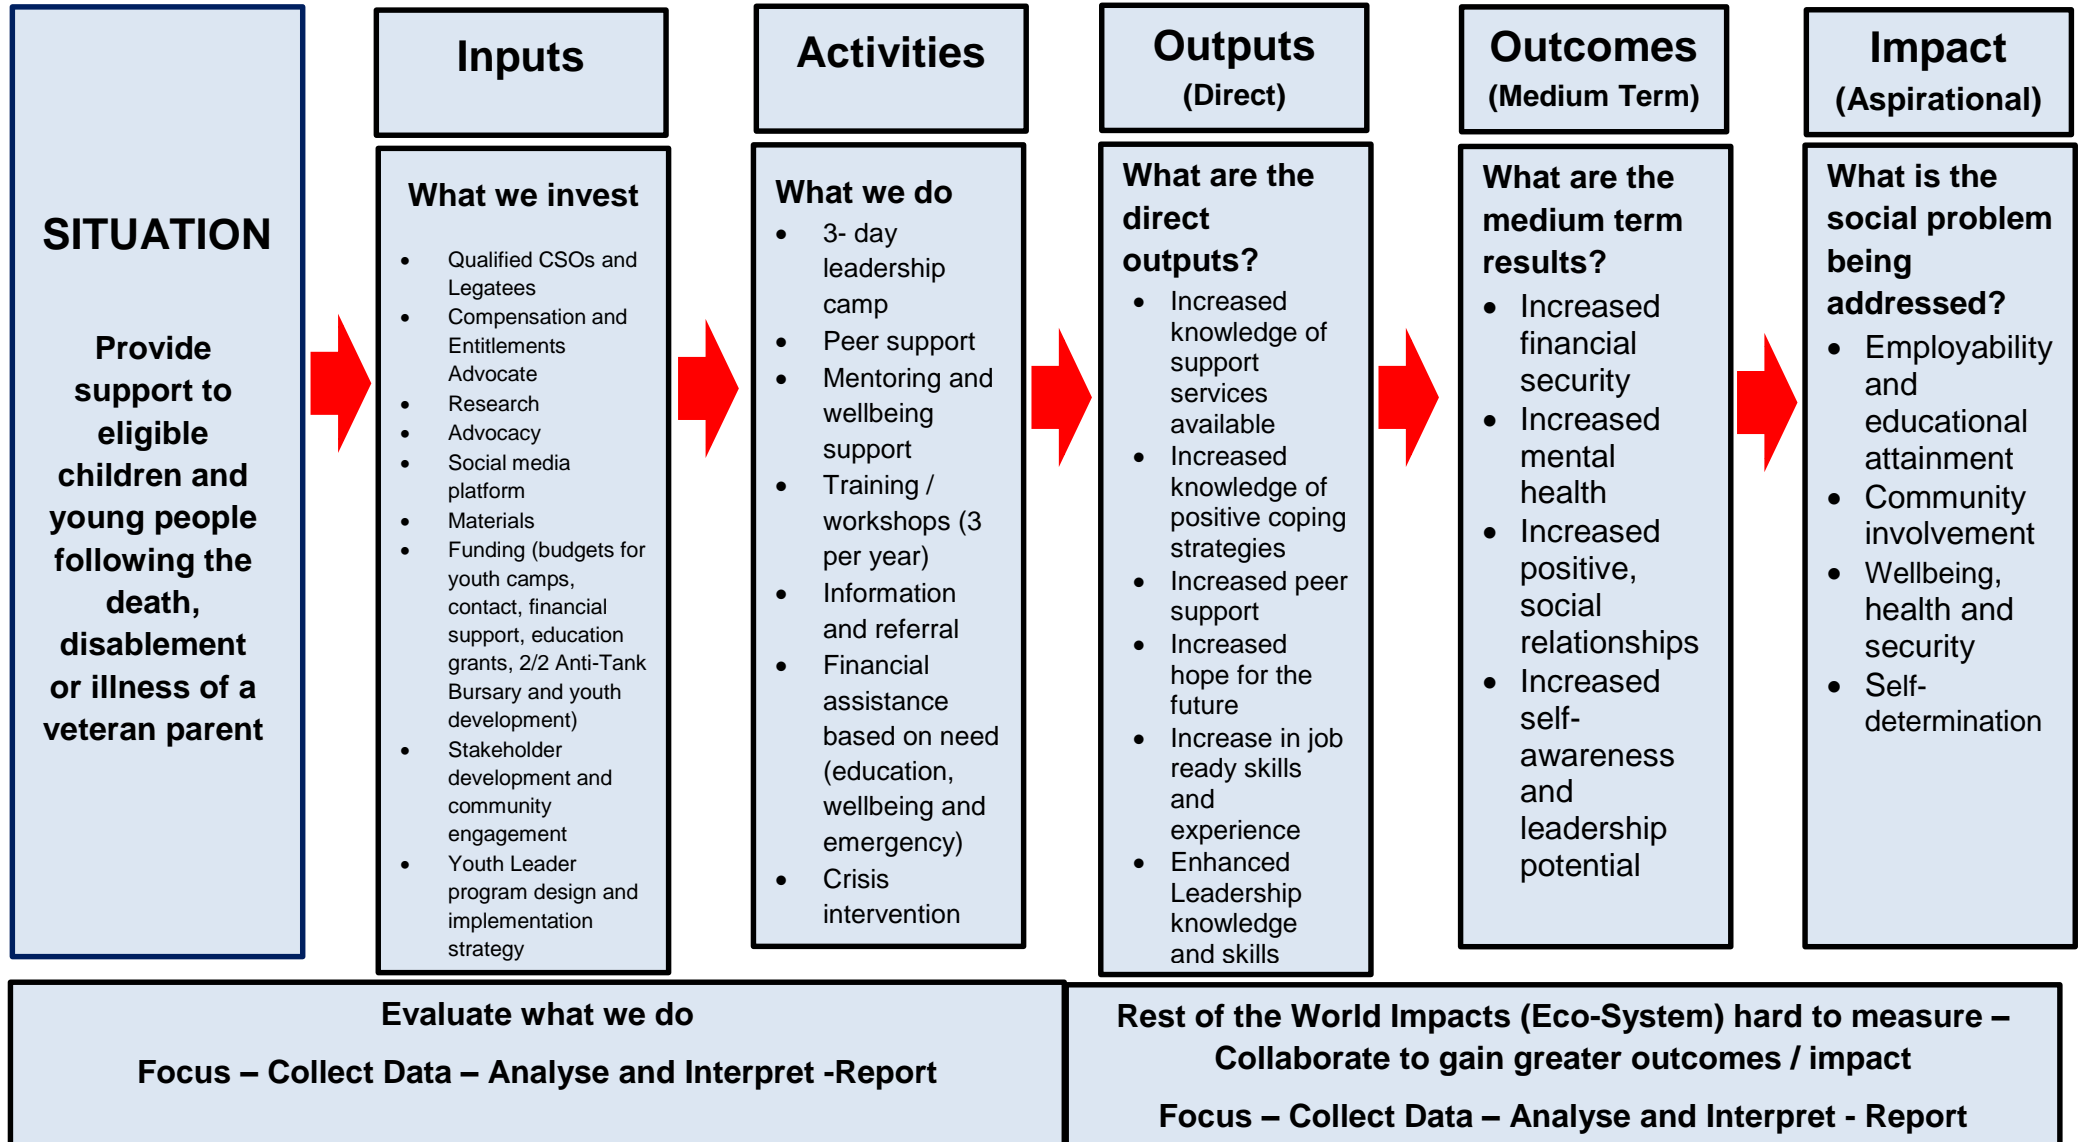 SITUATION
Provide
support to
eligible
children and
young people
following the
death,
disablement
or illness of a
veteran parent
Inputs
What we invest
• Qualified CSOs and
Legatees
• Compensation and
Entitlements
Advocate
• Research
• Advocacy
• Social media
platform
• Materials
• Funding (budgets for
youth camps,
contact, financial
support, education
grants, 2/2 Anti-Tank
Bursary and youth
development)
• Stakeholder
development and
community
engagement
• Youth Leader
program design and
implementation
strategy
Activities
What we do
• 3- day
leadership
camp
• Peer support
• Mentoring and
wellbeing
support
• Training /
workshops (3
per year)
• Information
and referral
• Financial
assistance
based on need
(education,
wellbeing and
emergency)
• Crisis
intervention
Outputs
(Direct)
What are the
direct
outputs?
• Increased
knowledge of
support
services
available
• Increased
knowledge of
positive coping
strategies
• Increased peer
support
• Increased
hope for the
future
• Increase in job
ready skills
and
experience
• Enhanced
Leadership
knowledge
and skills
Outcomes
(Medium Term)
What are the
medium term
results?
• Increased
financial
security
• Increased
mental
health
• Increased
positive,
social
relationships
• Increased
self-
awareness
and
leadership
potential
Impact
(Aspirational)
What is the
social problem
being
addressed?
• Employability
and
educational
attainment
• Community
involvement
• Wellbeing,
health and
security
• Self-
determination
Evaluate what we do
Focus – Collect Data – Analyse and Interpret -Report
Rest of the World Impacts (Eco-System) hard to measure –
Collaborate to gain greater outcomes / impact
Focus – Collect Data – Analyse and Interpret - Report